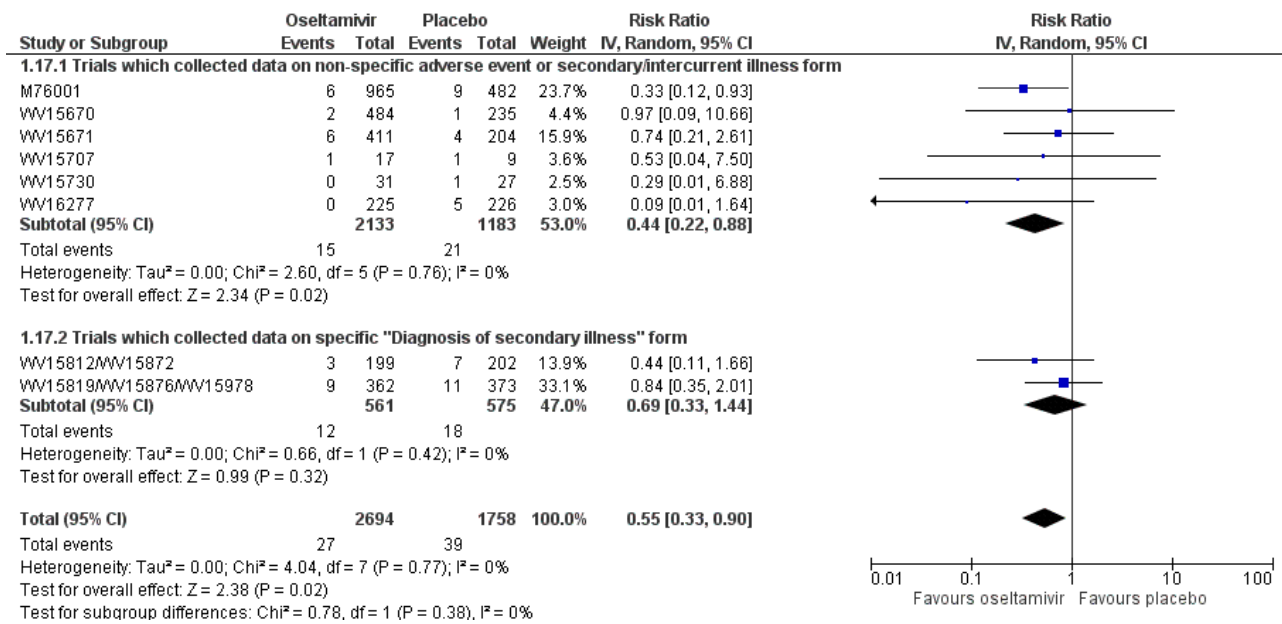 Oseltamivir Placebo Risk Ratio Risk Ratio
Study or Subgroup Events Total Events Total Weight IV, Random, 95% CI IV, Random, 95% CI
1.17.1 Trials which collected data on non-specific adverse event or secondary/intercurrent illness form
M76001 6 965 9 482 23.7% 0.33 [0.12, 0.93]
WV15670 2 484 1 235 4.4% 0.97 [0.09, 10.66]
WV15671 6 411 4 204 15.9% 0.74 [0.21, 2.61]
WV15707 1 17 1 9 3.6% 0.53 [0.04, 7.50]
WV15730 0 31 1 27 2.5% 0.29 [0.01, 6.88]
WV16277 0 225 5 226 3.0% 0.09 [0.01, 1.64]
Subtotal (95% CI) 2133 1183 53.0% 0.44 [0.22, 0.88]
Total events 15 21
Heterogeneity: Tau² = 0.00; Chi² = 2.60, df = 5 (P = 0.76); I² = 0%
Test for overall effect: Z = 2.34 (P = 0.02)
1.17.2 Trials which collected data on specific "Diagnosis of secondary illness" form
WV15812/WV15872 3 199 7 202 13.9% 0.44 [0.11, 1.66]
WV15819/WV15876/WV15978 9 362 11 373 33.1% 0.84 [0.35, 2.01]
Subtotal (95% CI) 561 575 47.0% 0.69 [0.33, 1.44]
Total events 12 18
Heterogeneity: Tau² = 0.00; Chi² = 0.66, df = 1 (P = 0.42); I² = 0%
Test for overall effect: Z = 0.99 (P = 0.32)
Total (95% CI) 2694 1758 100.0% 0.55 [0.33, 0.90]
Total events 27 39
Heterogeneity: Tau² = 0.00; Chi² = 4.04, df = 7 (P = 0.77); I² = 0%
Test for overall effect: Z = 2.38 (P = 0.02)
Test for subgroup differences: Chi² = 0.78, df = 1 (P = 0.38), I² = 0%
0.01 0.1 1 10 100
Favours oseltamivir Favours placebo